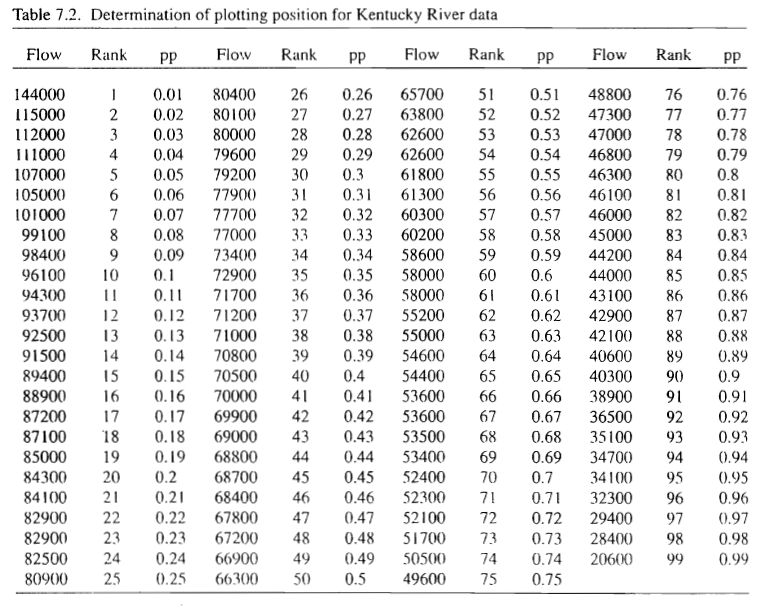 Table 7.2. Determination of plotting position for Kentucky River data
Flow Rank pp Flow Rank pp Flow Rank pp Flow Rank pp
144000 1 0.01 80400 26 0.26 65700 51 0.51 48800 76 0.76
115000 2 0.02 80100 27 0.27 63800 52 0.52 47300 77 0.77
112000 3 0.03 80000 28 0.28 62600 53 0.53 47000 78 0.78
111000 4 0.04 79600 29 0.29 62600 54 0.54 46800 79 0.79
107000 5 0.05 79200 30 0.3 61800 55 0.55 46300 80 0.8
105000 6 0.06 77900 31 0.31 61300 56 0.56 46100 81 0.81
101000 7 0.07 77700 32 0.32 60300 57 0.57 46000 82 0.82
99100 8 0.08 77000 33 0.33 60200 58 0.58 45000 83 0.83
98400 9 0.09 73400 34 0.34 58600 59 0.59 44200 84 0.84
96100 10 0.1 72900 35 0.35 58000 60 0.6 44000 85 0.85
94300 11 0.11 71700 36 0.36 58000 61 0.61 43100 86 0.86
93700 12 0.12 71200 37 0.37 55200 62 0.62 42900 87 0.87
92500 13 0.13 71000 38 0.38 55000 63 0.63 42100 88 0.88
91500 14 0.14 70800 39 0.39 54600 64 0.64 40600 89 0.89
89400 15 0.15 70500 40 0.4 54400 65 0.65 40300 90 0.9
88900 16 0.16 70000 41 0.41 53600 66 0.66 38900 91 0.91
87200 17 0.17 69900 42 0.42 53600 67 0.67 36500 92 0.92
87100 18 0.18 69000 43 0.43 53500 68 0.68 35100 93 0.93
85000 19 0.19 68800 44 0.44 53400 69 0.69 34700 94 0.94
84300 20 0.2 68700 45 0.45 52400 70 0.7 34100 95 0.95
84100 21 0.21 68400 46 0.46 52300 71 0.71 32300 96 0.96
82900 22 0.22 67800 47 0.47 52100 72 0.72 29400 97 0.97
82900 23 0.23 67200 48 0.48 51700 73 0.73 28400 98 0.98
82500 24 0.24 66900 49 0.49 50500 74 0.74 20600 99 0.99
80900 25 0.25 66300 50 0.5 49600 75 0.75